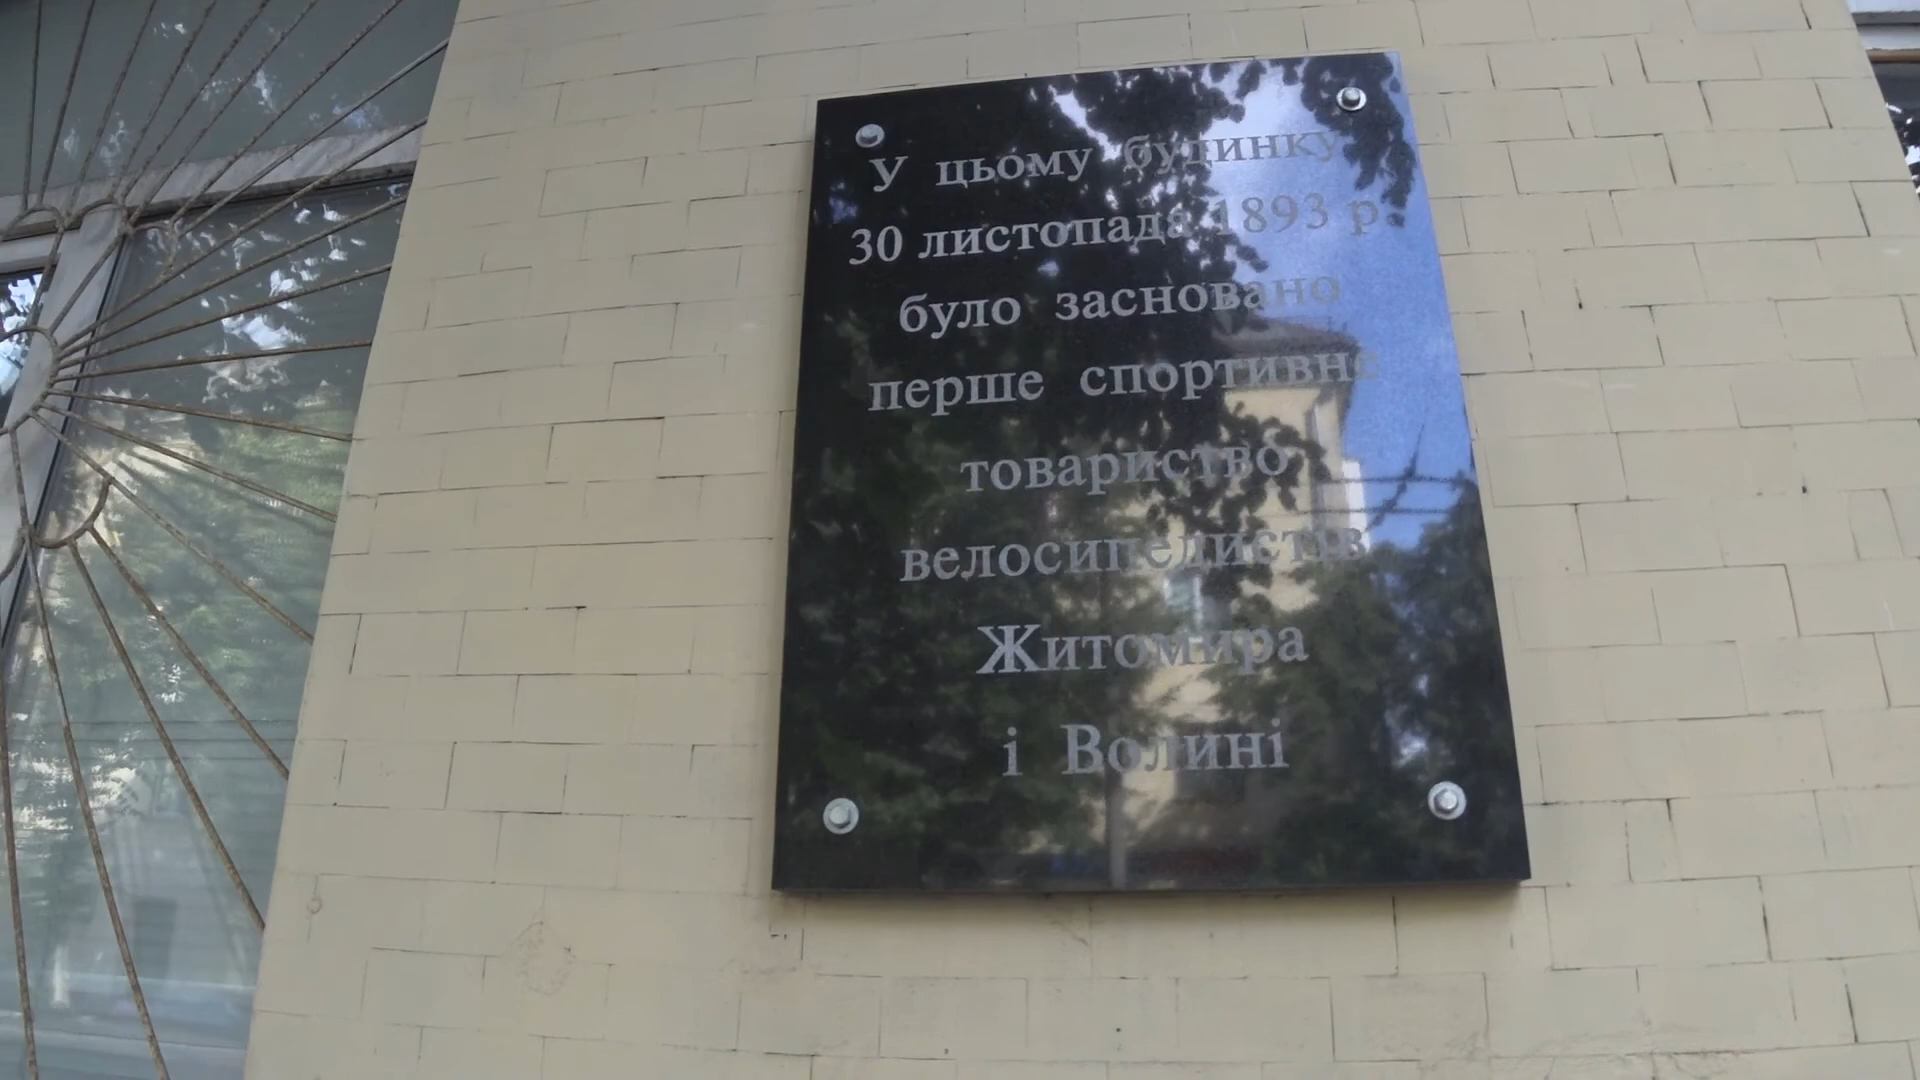 У цьому будинку
30 листопада 1893 р.
було засновано
перше спортивне
товариство
велосипедистів
Житомира
і Волині